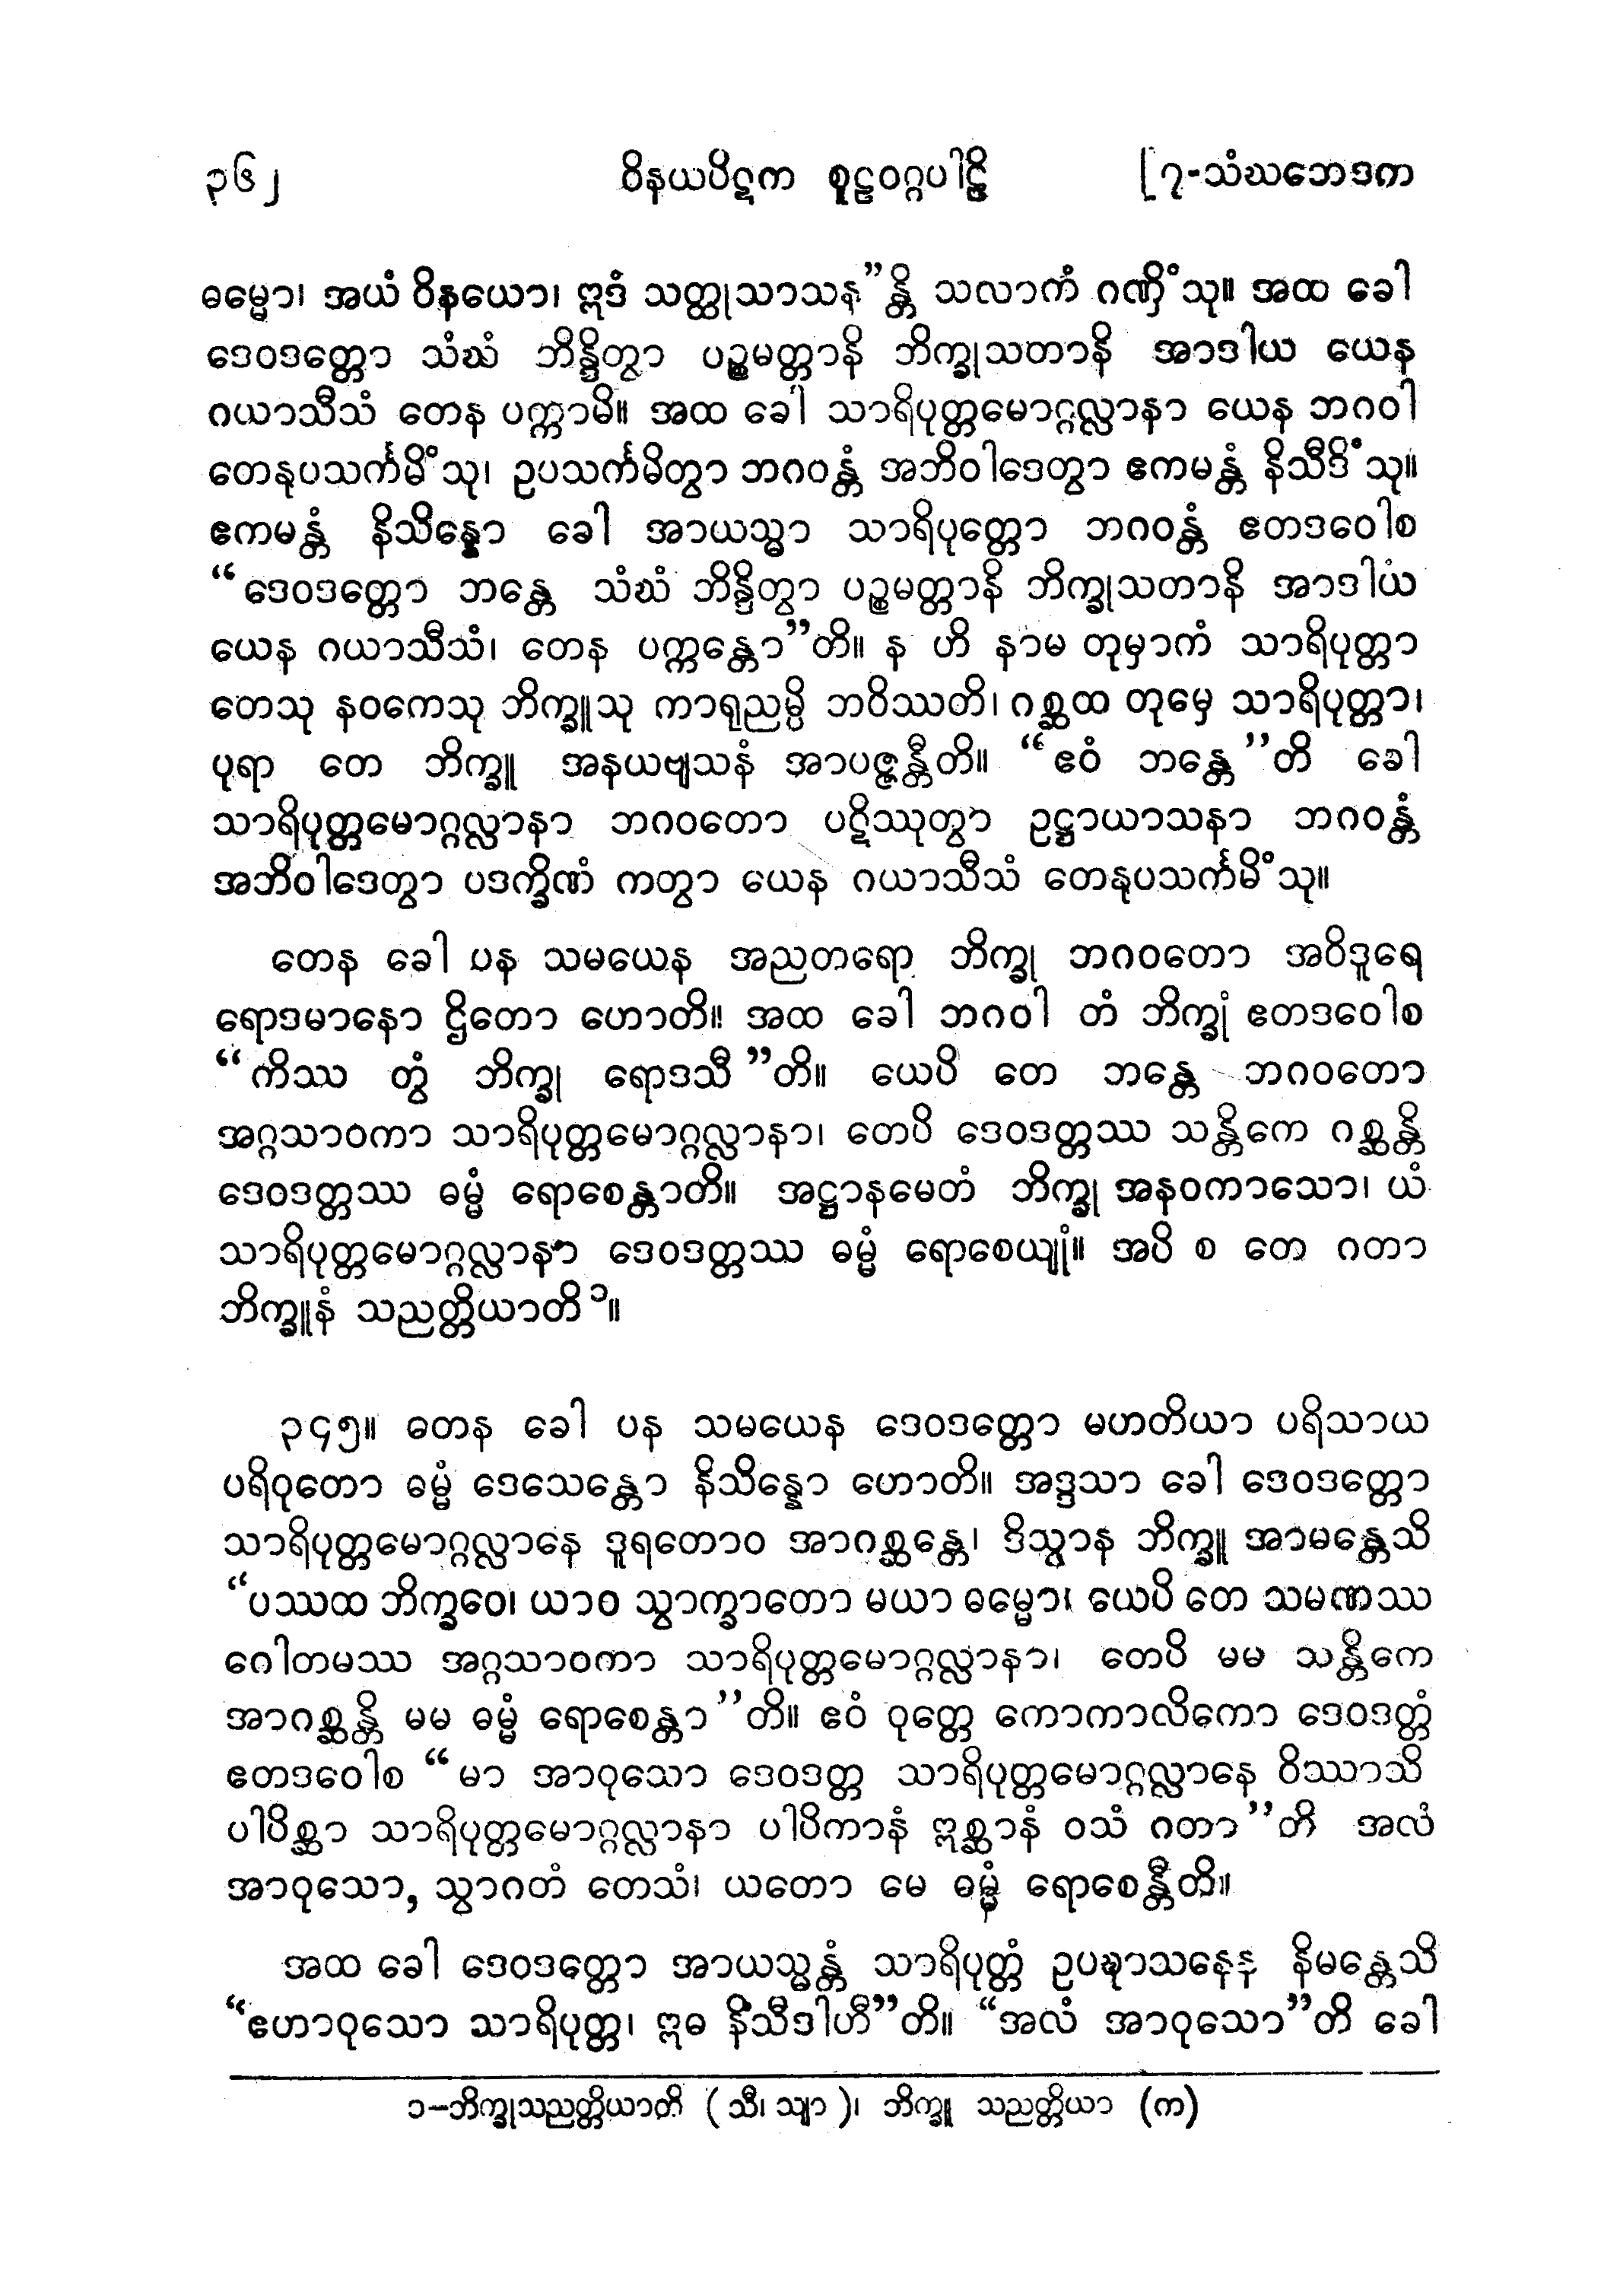 ၃၆၂ ဝိနယပိဋက စူဠဝဂ္ဂပါဠိ [၇-သံဃဘေဒက
ဓမ္မော၊ အယံ ဝိနယော၊ ဣဒံ သတ္ထုသာသန”န္တိ သလာကံ ဂဏှိံသု။ အထ ခေါ
ဒေဝဒတ္တော သံဃံ ဘိန္ဒိတွာ ပဉ္စမတ္တာနိ ဘိက္ခုသတာနိ အာဒါယ ယေန
ဂယာသီသံ တေန ပက္ကာမိ။ အထ ခေါ သာရိပုတ္တမောဂ္ဂလ္လာနာ ယေန ဘဂဝါ
တေနုပသင်္ကမိံသု၊ ဥပသင်္ကမိတွာ ဘဂဝန္တံ အဘိဝါဒေတွာ ဧကမန္တံ နိသီဒိံသု။
ဧကမန္တံ နိသိန္နော ခေါ အာယသ္မာ သာရိပုတ္တော ဘဂဝန္တံ ဧတဒဝေါစ
“ဒေဝဒတ္တော ဘန္တေ သံဃံ ဘိန္ဒိတွာ ပဉ္စမတ္တာနိ ဘိက္ခုသတာနိ အာဒါယ
ယေန ဂယာသီသံ၊ တေန ပက္ကန္တော”တိ။ န ဟိ နာမ တုမှာကံ သာရိပုတ္တာ
တေသု နဝကေသု ဘိက္ခူသု ကာရုညမ္ပိ ဘဝိဿတိ၊ ဂစ္ဆထ တုမှေ သာရိပုတ္တာ၊
ပုရာ တေ ဘိက္ခူ အနယဗျသနံ အာပဇ္ဇန္တီတိ။ “ဧဝံ ဘန္တေ”တိ ခေါ
သာရိပုတ္တမောဂ္ဂလ္လာနာ ဘဂဝတော ပဋိဿုတွာ ဥဋ္ဌာယာသနာ ဘဂဝန္တံ
အဘိဝါဒေတွာ ပဒက္ခိဏံ ကတွာ ယေန ဂယာသီသံ တေနုပသင်္ကမိံသု။
တေန ခေါ ပန သမယေန အညတရော ဘိက္ခု ဘဂဝတော အဝိဒူရေ
ရောဒမာနော ဌိတော ဟောတိ။ အထ ခေါ ဘဂဝါ တံ ဘိက္ခုံ ဧတဒဝေါစ
“ကိဿ တွံ ဘိက္ခု ရောဒသီ”တိ။ ယေပိ တေ ဘန္တေ ဘဂဝတော
အဂ္ဂသာဝကာ သာရိပုတ္တမောဂ္ဂလ္လာနာ၊ တေပိ ဒေဝဒတ္တဿ သန္တိကေ ဂစ္ဆန္တိ
ဒေဝဒတ္တဿ ဓမ္မံ ရောစေန္တာတိ။ အဋ္ဌာနမေတံ ဘိက္ခု အနဝကာသော၊ ယံ
သာရိပုတ္တမောဂ္ဂလ္လာနာ ဒေဝဒတ္တဿ ဓမ္မံ ရောစေယျုံ။ အပိ စ တေ ဂတာ
ဘိက္ခူနံ သညတ္တိယာတိ၁။
၃၄၅။ တေန ခေါ ပန သမယေန ဒေဝဒတ္တော မဟတိယာ ပရိသာယ
ပရိဝုတော ဓမ္မံ ဒေသေန္တော နိသိန္နော ဟောတိ။ အဒ္ဒသာ ခေါ ဒေဝဒတ္တော
သာရိပုတ္တမောဂ္ဂလ္လာနေ ဒူရတောဝ အာဂစ္ဆန္တေ၊ ဒိသွာန ဘိက္ခူ အာမန္တေသိ
“ပဿထ ဘိက္ခဝေ၊ ယာဝ သွာက္ခာတော မယာ ဓမ္မော၊ ယေပိ တေ သမဏဿ
ဂေါတမဿ အဂ္ဂသာဝကာ သာရိပုတ္တမောဂ္ဂလ္လာနာ၊ တေပိ မမ သန္တိကေ
အာဂစ္ဆန္တိ မမ ဓမ္မံ ရောစေန္တာ”တိ။ ဧဝံ ဝုတ္တေ ကောကာလိကော ဒေဝဒတ္တံ
ဧတဒဝေါစ “မာ အာဝုသော ဒေဝဒတ္တ သာရိပုတ္တမောဂ္ဂလ္လာနေ ဝိဿာသိ
ပါပိစ္ဆာ သာရိပုတ္တမောဂ္ဂလ္လာနာ ပါပိကာနံ ဣစ္ဆာနံ ဝသံ ဂတာ”တိ အလံ
အာဝုသော, သွာဂတံ တေသံ၊ ယတော မေ ဓမ္မံ ရောစေန္တီတိ။
အထ ခေါ ဒေဝဒတ္တော အာယသ္မန္တံ သာရိပုတ္တံ ဥပဍ္ဎာသနေန နိမန္တေသိ
“ဧဟာဝုသော သာရိပုတ္တ၊ ဣဓ နိသီဒါဟီ”တိ။ “အလံ အာဝုသော”တိ ခေါ
၁-ဘိက္ခုသညတ္တိယာတိ (သီ၊ သျာ)၊ ဘိက္ခူ သညတ္တိယာ (က)